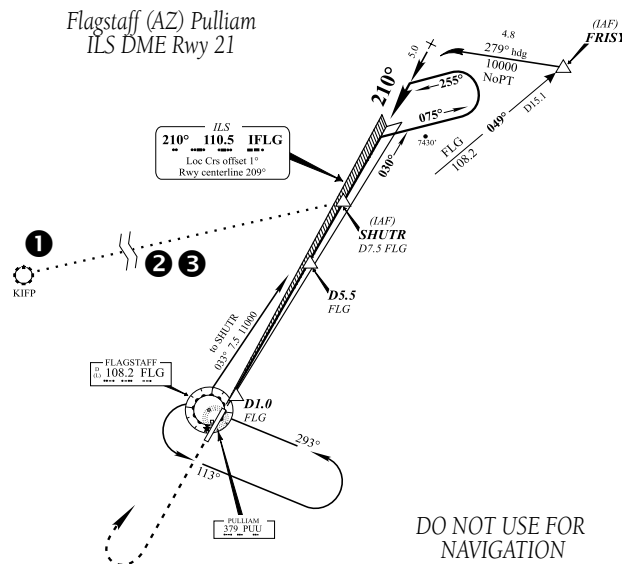 Flagstaff (AZ) Pulliam
ILS DME Rwy 21
(IAF)
FRISY
4.8
279° hdg
10000
NoPT
5.0
210°
255°
075°
D15.1
049°
FLG
108.2
7430'
030°
ILS
210° 110.5 IFLG
Loc Crs offset 1°
Rwy centerline 209°
(IAF)
SHUTR
D7.5 FLG
1
2 3
KIFP
D5.5
FLG
to SHUTR
033° 7.5 11000
FLAGSTAFF
D
(L) 108.2 FLG
D1.0
FLG
293°
113°
PULLIAM
379 PUU
DO NOT USE FOR
NAVIGATION